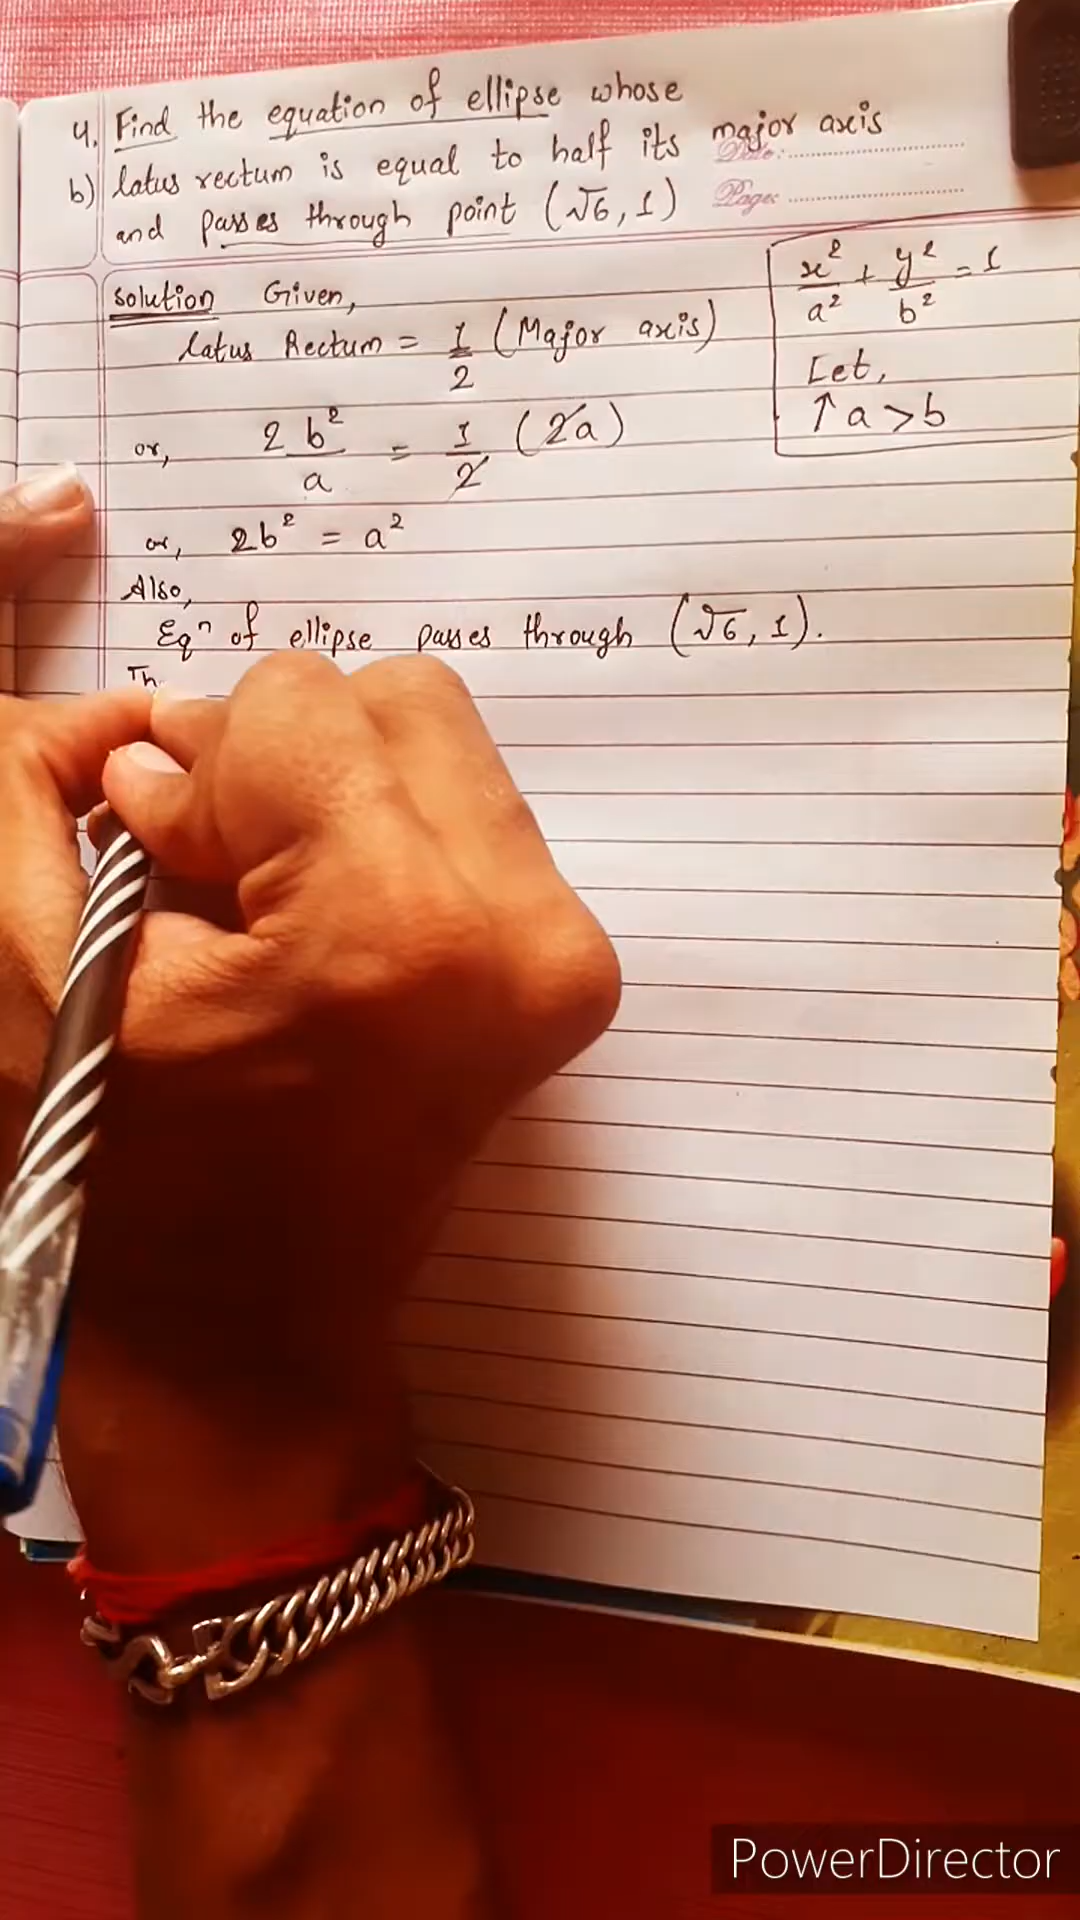 4. Find the equation of ellipse whose
b) latus rectum is equal to half its major axis
and passes through point (√6, 1)
Date:
Page:
x²/a² + y²/b² = 1
Let,
↑ a > b
Solution Given,
Latus Rectum = 1/2 (Major axis)
or, 2b²/a = 1/2 (2a)
or, 2b² = a²
Also,
Eqⁿ of ellipse passes through (√6, 1).
Th
PowerDirector